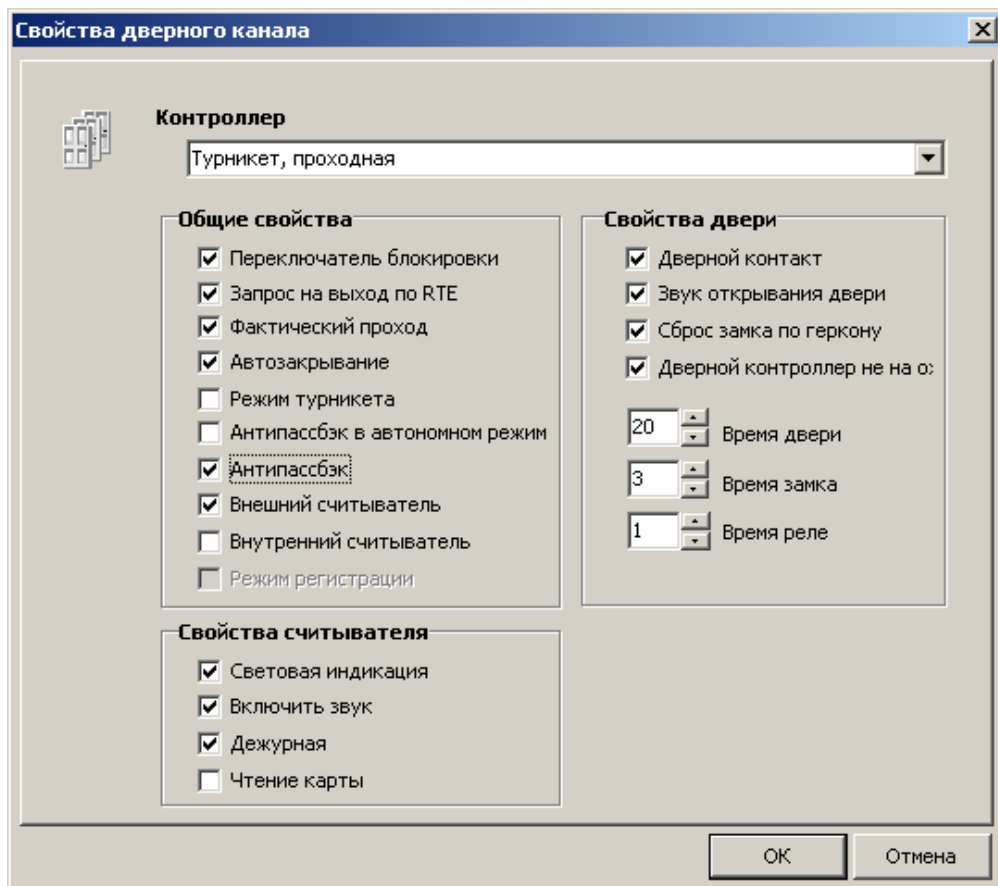 Свойства дверного канала
Контроллер
Турникет, проходная
Общие свойства
Переключатель блокировки
Запрос на выход по RTE
Фактический проход
Автозакрывание
Режим турникета
Антипассбэк в автономном режим
Антипассбэк
Внешний считыватель
Внутренний считыватель
Режим регистрации
Свойства двери
Дверной контакт
Звук открывания двери
Сброс замка по геркону
Дверной контроллер не на ох
20 Время двери
3 Время замка
1 Время реле
Свойства считывателя
Световая индикация
Включить звук
Дежурная
Чтение карты
OK
Отмена